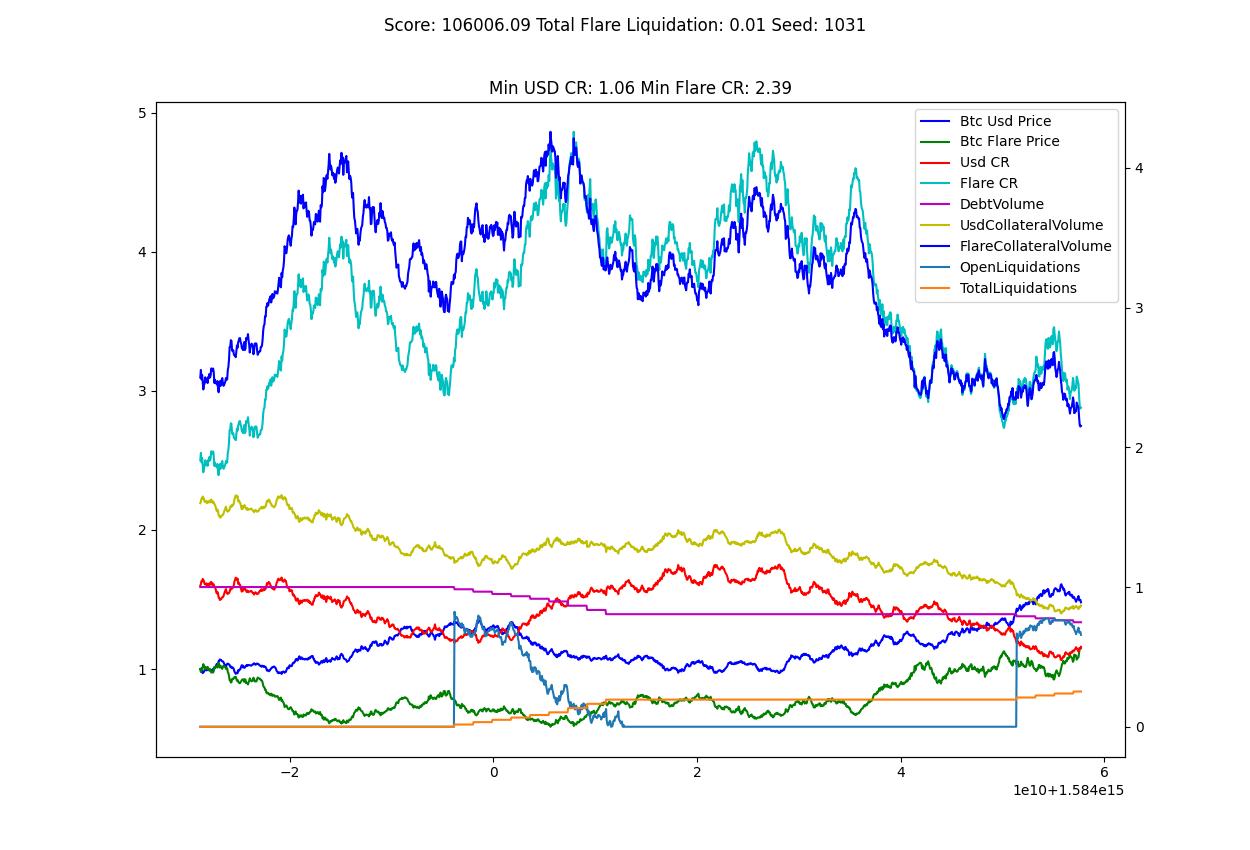 Score: 106006.09 Total Flare Liquidation: 0.01 Seed: 1031
Min USD CR: 1.06 Min Flare CR: 2.39
Btc Usd Price
Btc Flare Price
Usd CR
Flare CR
DebtVolume
UsdCollateralVolume
FlareCollateralVolume
OpenLiquidations
TotalLiquidations
5
4
3
2
1
4
3
2
1
0
−2
0
2
4
6
1e10+1.584e15